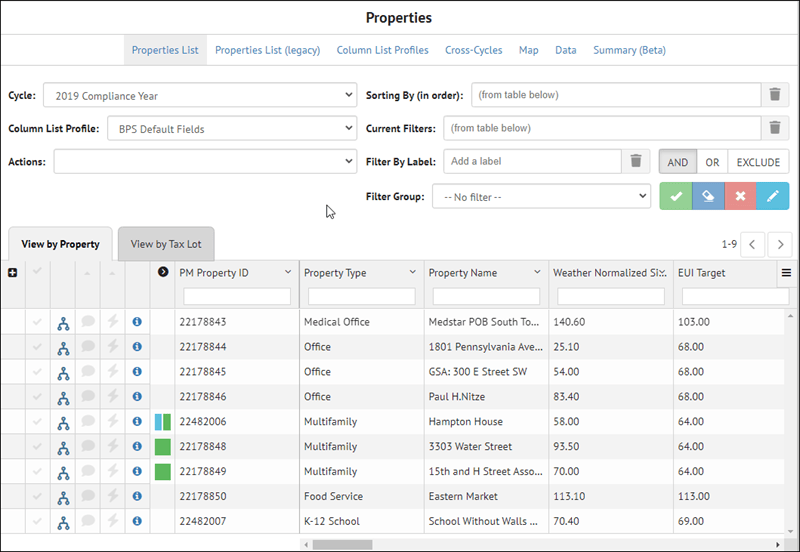 Properties
Properties List Properties List (legacy) Column List Profiles Cross-Cycles Map Data Summary (Beta)
Cycle: 2019 Compliance Year Sorting By (in order): (from table below)
Column List Profile: BPS Default Fields Current Filters: (from table below)
Actions: Filter By Label: Add a label AND OR EXCLUDE
Filter Group: -- No filter --
View by Property View by Tax Lot 1-9
PM Property ID Property Type Property Name Weather Normalized Si... EUI Target
22178843 Medical Office Medstar POB South To... 140.60 103.00
22178844 Office 1801 Pennsylvania Ave... 25.10 68.00
22178845 Office GSA: 300 E Street SW 54.00 68.00
22178846 Office Paul H.Nitze 83.40 68.00
22482006 Multifamily Hampton House 58.00 64.00
22178848 Multifamily 3303 Water Street 93.50 64.00
22178849 Multifamily 15th and H Street Asso... 70.00 64.00
22178850 Food Service Eastern Market 113.10 113.00
22482007 K-12 School School Without Walls ... 70.40 69.00